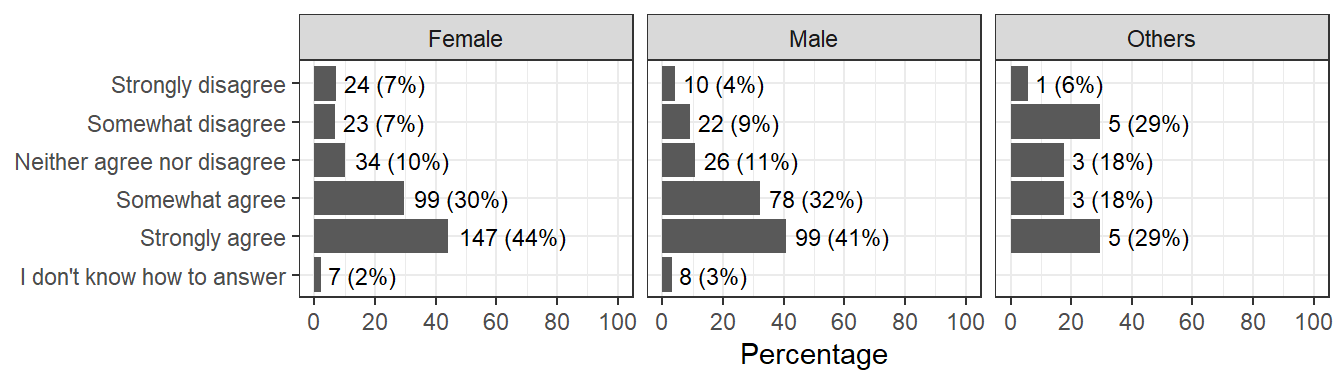 Female Male Others
Strongly disagree 24 (7%) 10 (4%) 1 (6%)
Somewhat disagree 23 (7%) 22 (9%) 5 (29%)
Neither agree nor disagree 34 (10%) 26 (11%) 3 (18%)
Somewhat agree 99 (30%) 78 (32%) 3 (18%)
Strongly agree 147 (44%) 99 (41%) 5 (29%)
I don't know how to answer 7 (2%) 8 (3%)
0 20 40 60 80 100 0 20 40 60 80 100 0 20 40 60 80 100
Percentage